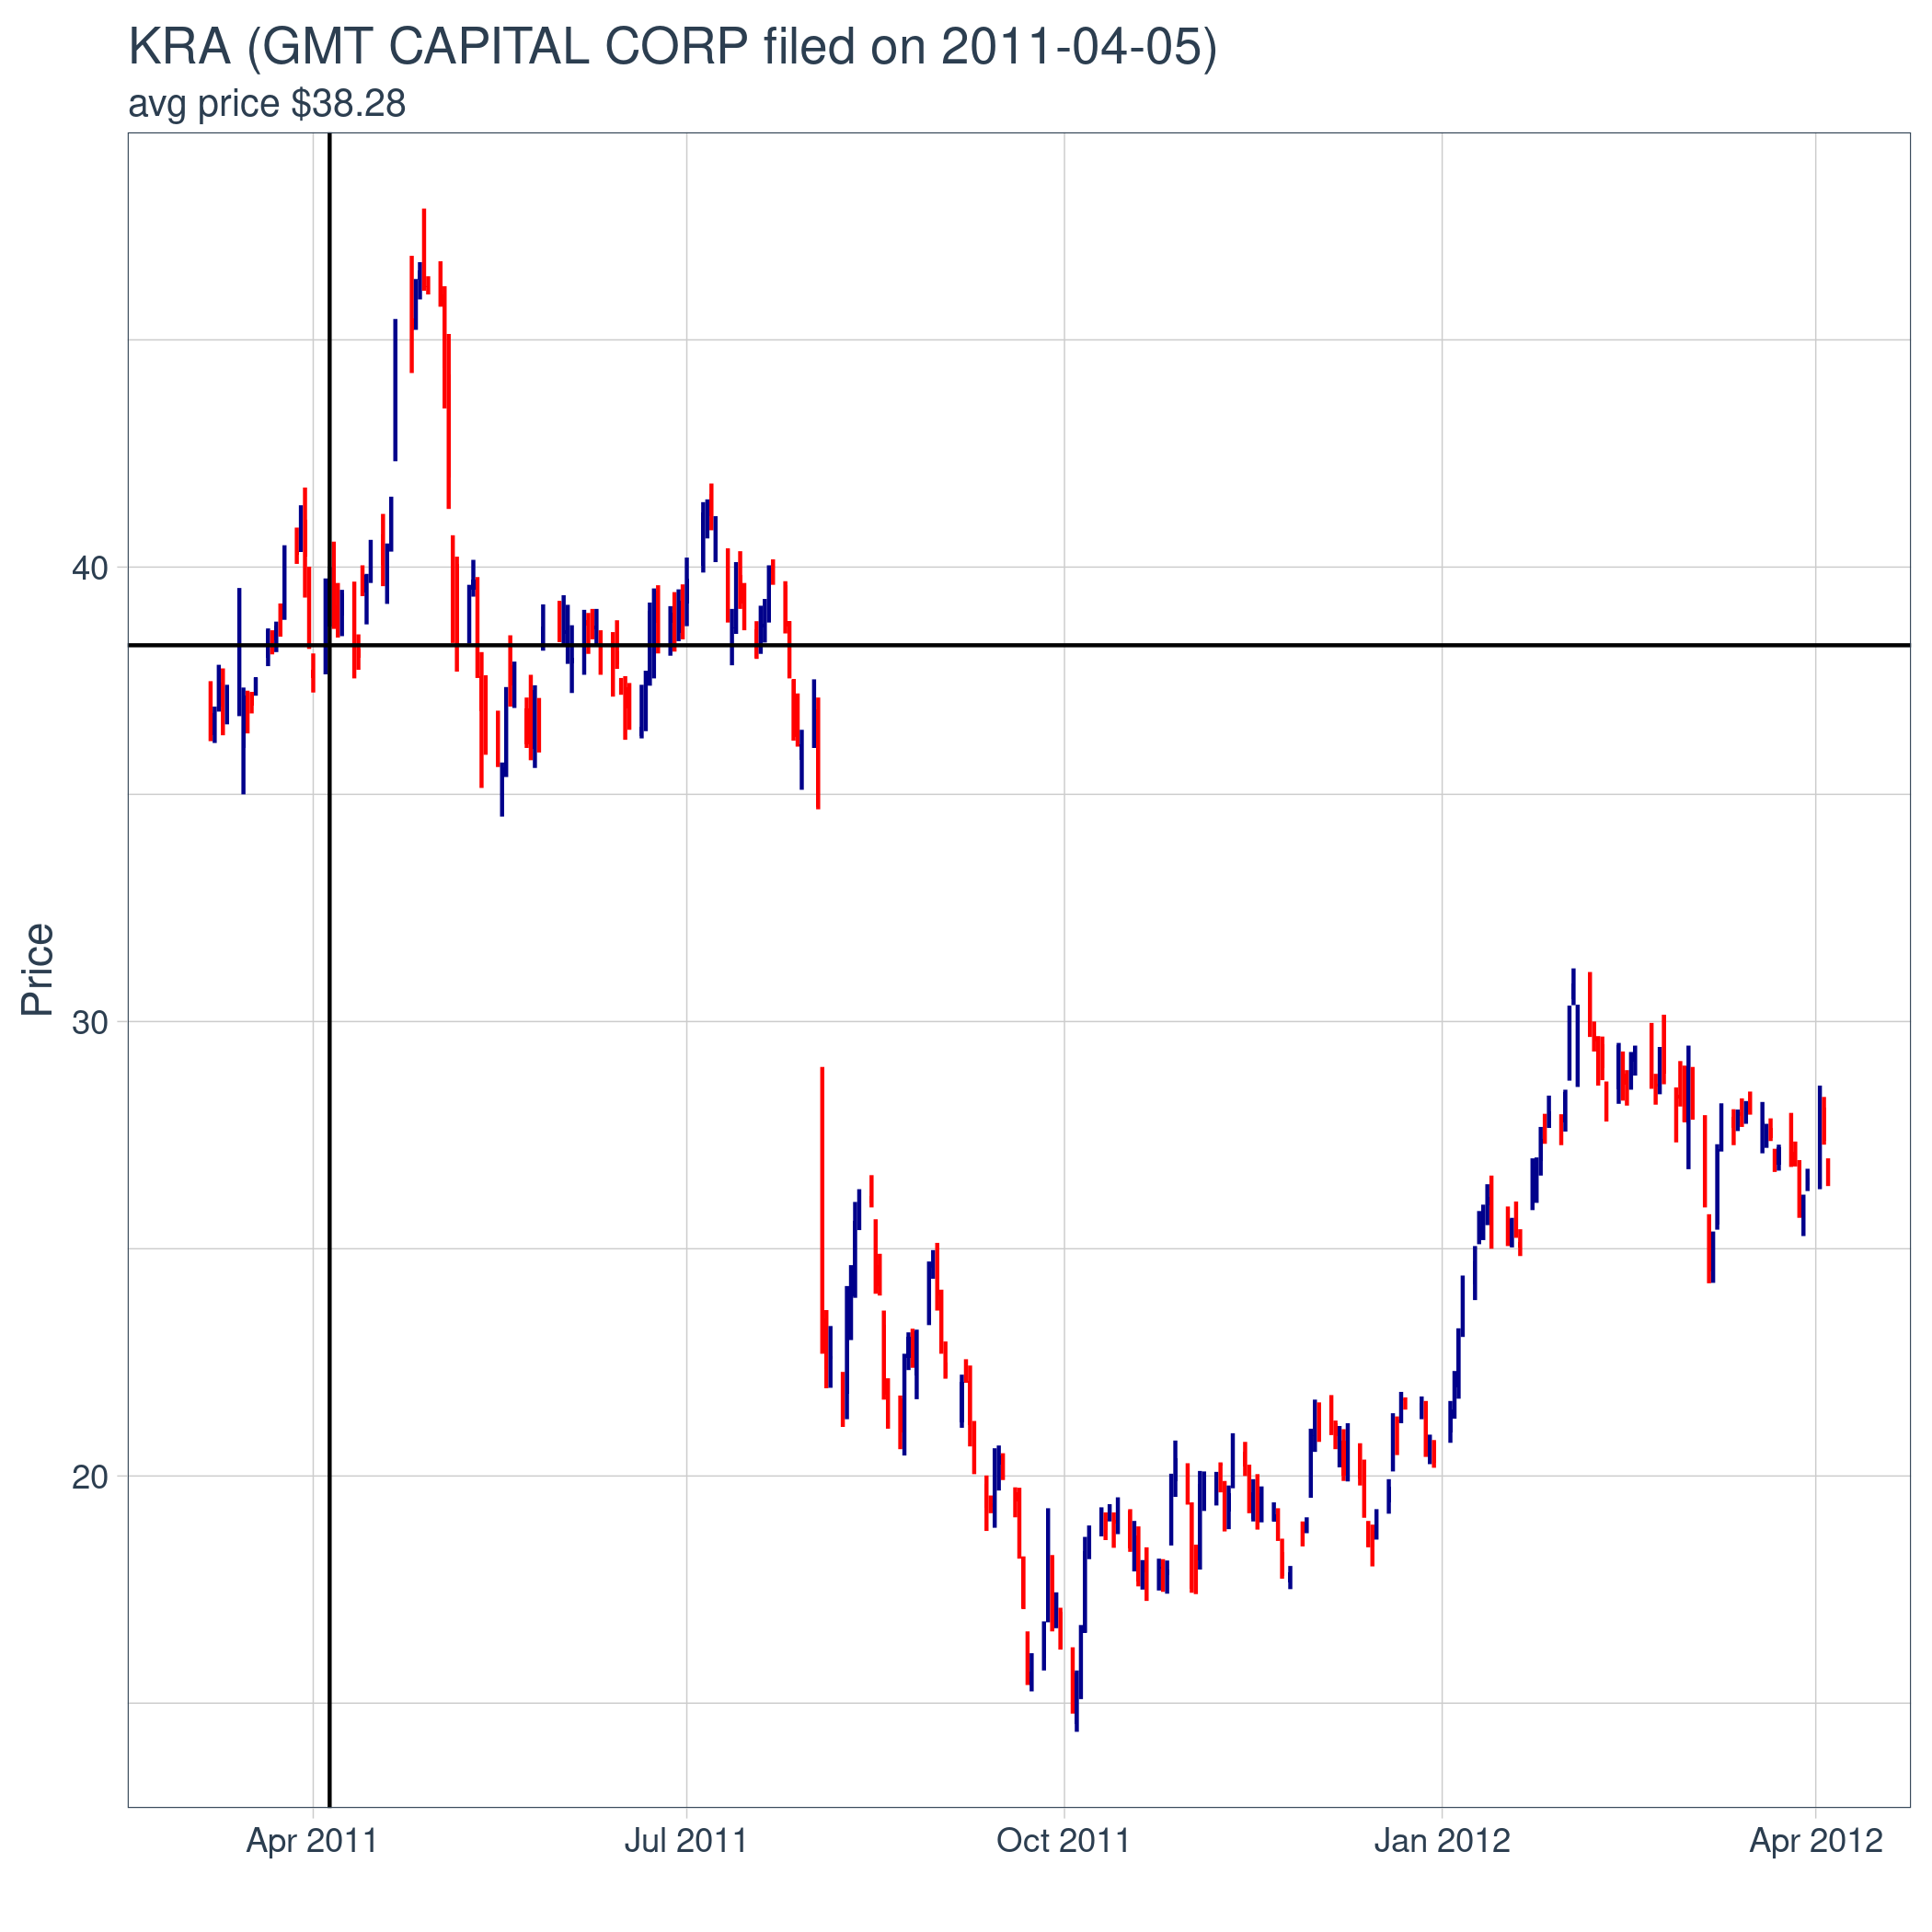 KRA (GMT CAPITAL CORP filed on 2011-04-05)
avg price $38.28
Price
40
30
20
Apr 2011
Jul 2011
Oct 2011
Jan 2012
Apr 2012